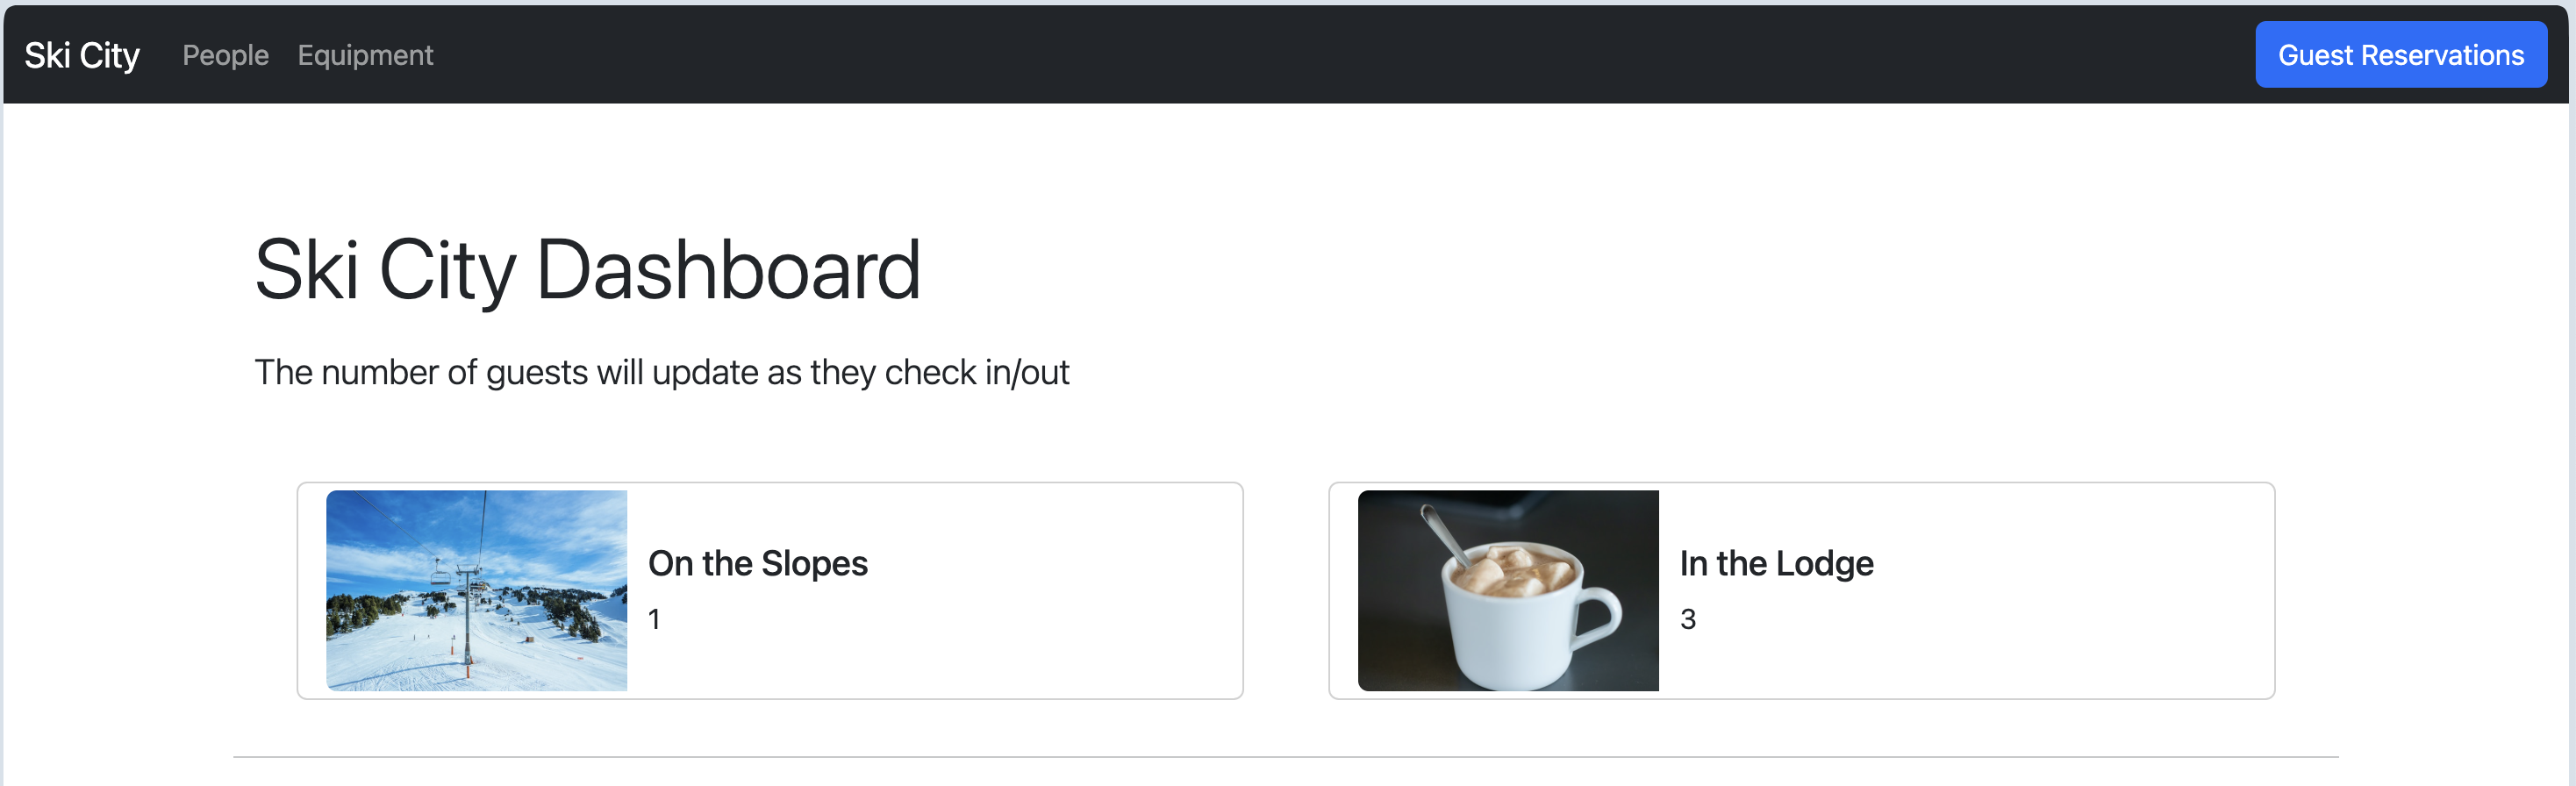 Ski City People Equipment Guest Reservations
Ski City Dashboard
The number of guests will update as they check in/out
On the Slopes
1
In the Lodge
3